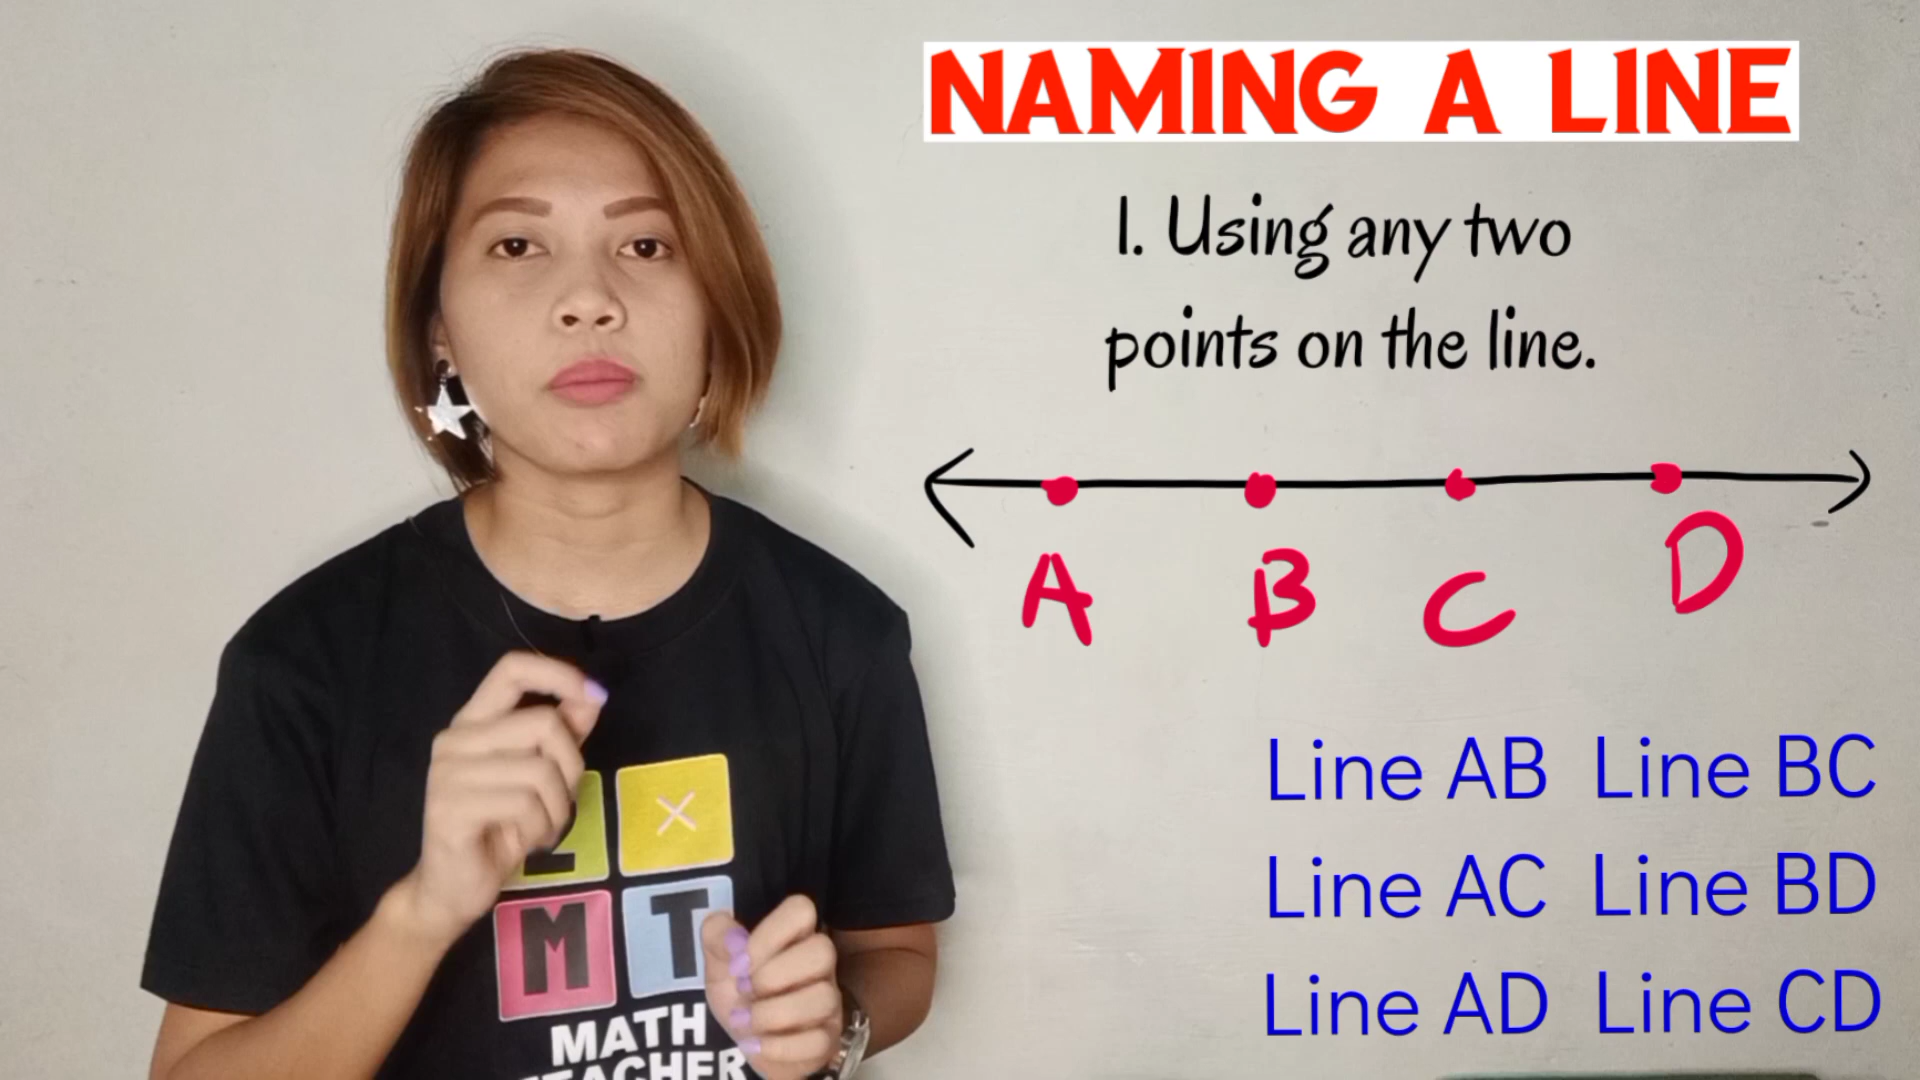 NAMING A LINE
1. Using any two
points on the line.
A B C D
Line AB Line BC
Line AC Line BD
Line AD Line CD
×
M T
MATH
TEACHER